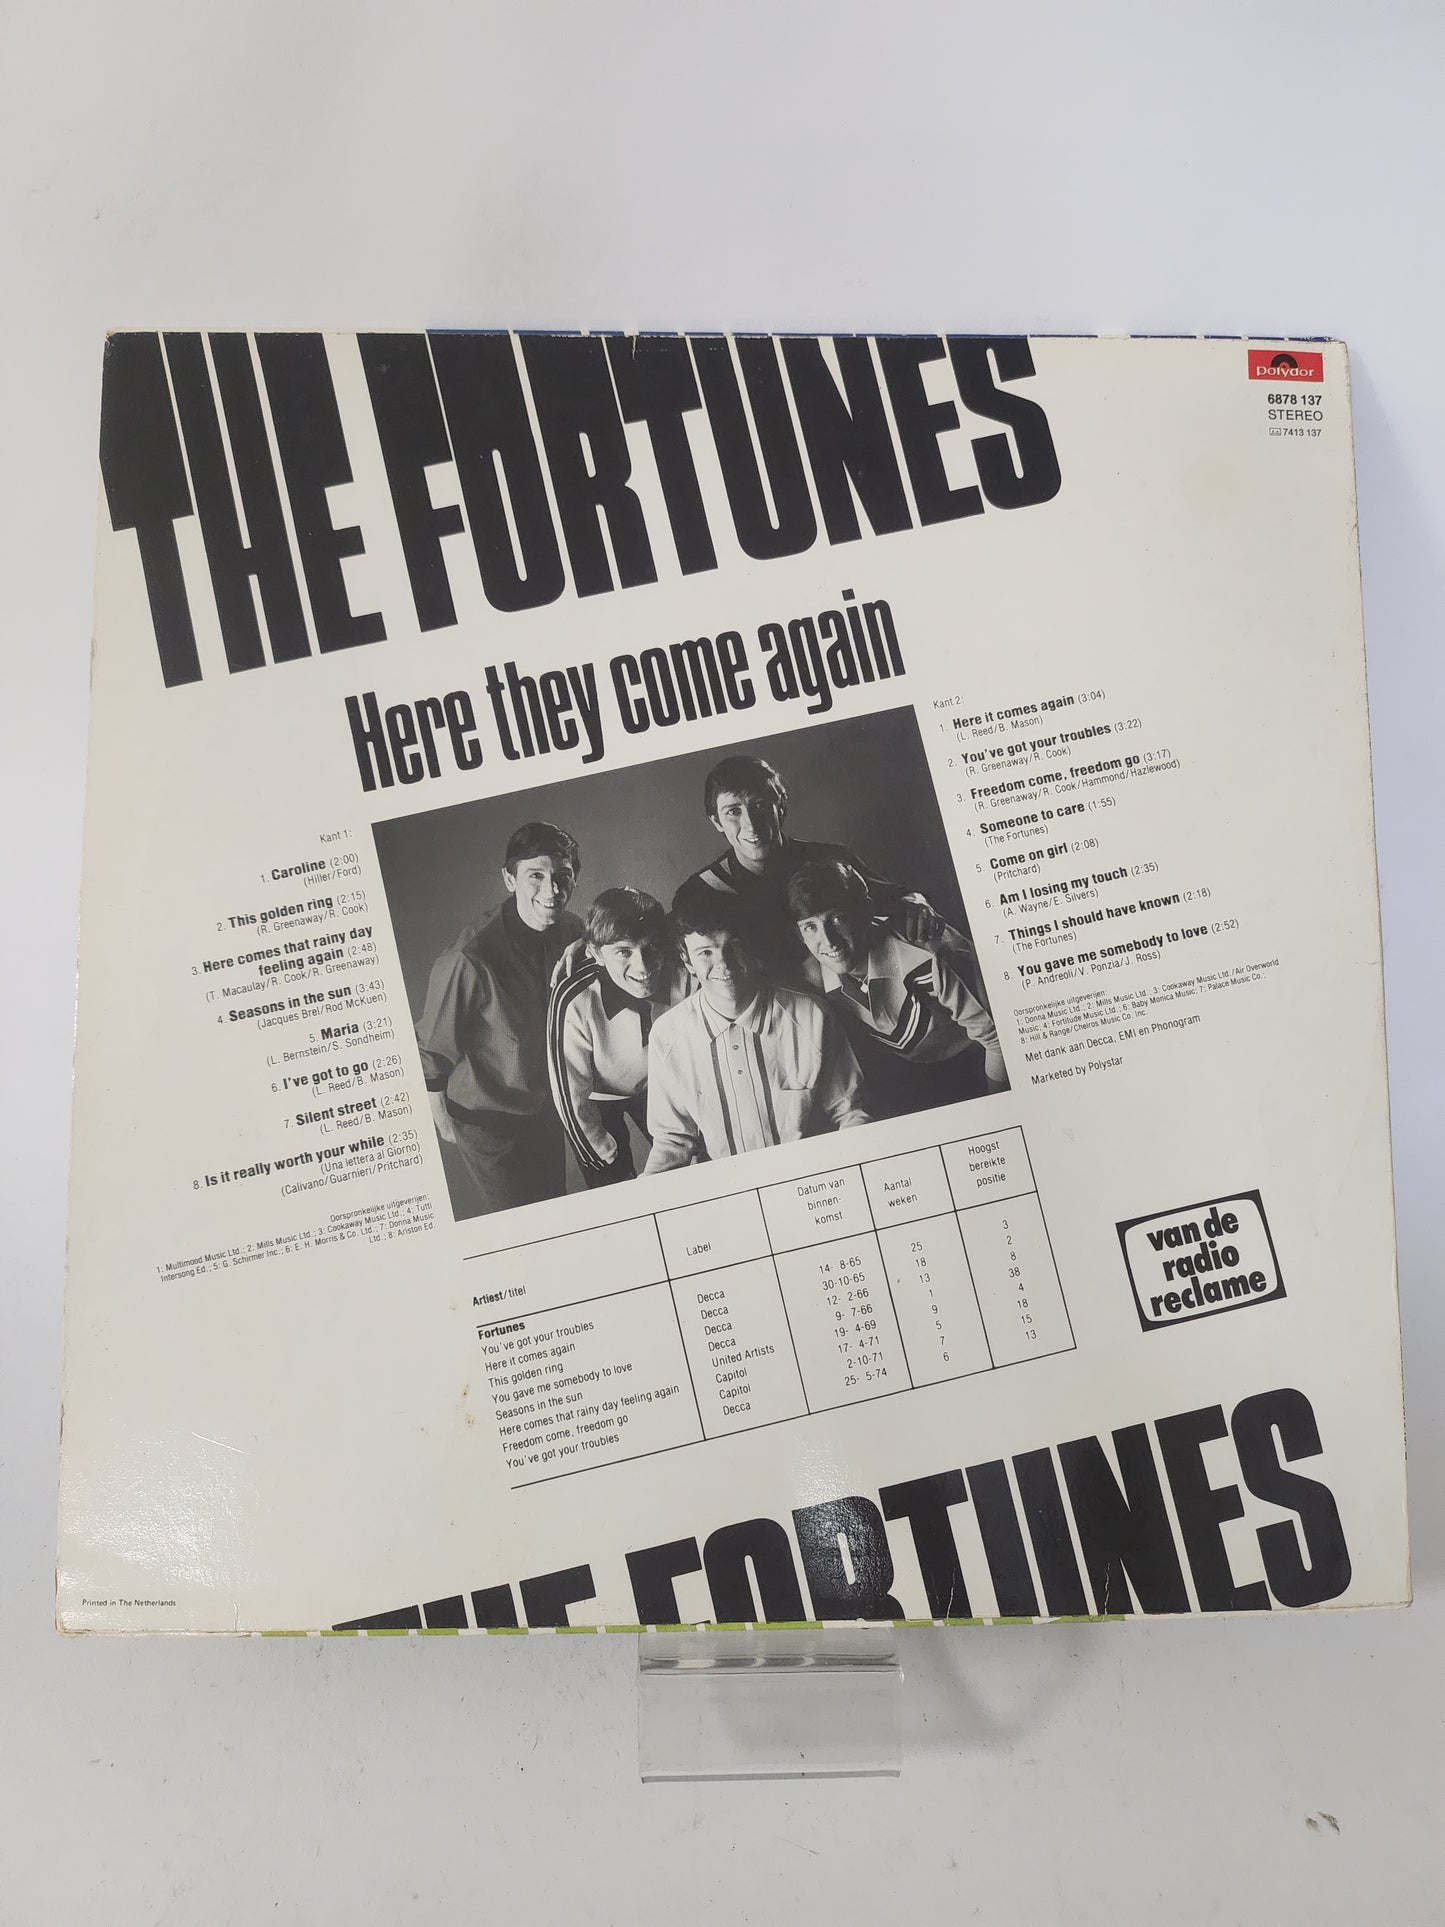 THE FORTUNES
polydor
6878 137
STEREO
7413 137
Here they come again
Kant 1:
1. Caroline (2:00)
(Hiller/Ford)
2. This golden ring (2:15)
(R. Greenaway/R. Cook)
3. Here comes that rainy day
feeling again (2:48)
(T. Macaulay/R. Cook/R. Greenaway)
4. Seasons in the sun (3:43)
(Jacques Brel/Rod McKuen)
5. Maria (3:21)
(L. Bernstein/S. Sondheim)
6. I've got to go (2:26)
(L. Reed/B. Mason)
7. Silent street (2:42)
(L. Reed/B. Mason)
8. Is it really worth your while (2:35)
(Una lettera al Giorno)
(Calivano/Guarnieri/Pritchard)
Oorspronkelijke uitgeverijen:
1: Multimood Music Ltd.; 2: Mills Music Ltd.; 3: Cookaway Music Ltd.; 4: Tutti
Intersong Ed.; 5: G. Schirmer Inc.; 6: E. H. Morris & Co. Ltd.; 7: Donna Music
Ltd.; 8: Ariston Ed.
Kant 2:
1. Here it comes again (3:04)
(L. Reed/B. Mason)
2. You've got your troubles (3:22)
(R. Greenaway/R. Cook)
3. Freedom come, freedom go (3:17)
(R. Greenaway/R. Cook/Hammond/Hazlewood)
4. Someone to care (1:55)
(The Fortunes)
5. Come on girl (2:08)
(Pritchard)
6. Am I losing my touch (2:35)
(A. Wayne/E. Silvers)
7. Things I should have known (2:18)
(The Fortunes)
8. You gave me somebody to love (2:52)
(P. Andreoli/V. Ponzia/J. Ross)
Oorspronkelijke uitgeverijen:
1: Donna Music Ltd.; 2: Mills Music Ltd.; 3: Cookaway Music Ltd./Air Overworld
Music; 4: Fortitude Music Ltd.; 6: Baby Monica Music; 7: Palace Music Co.;
8: Hill & Range/Cheiros Music Co. Inc.
Met dank aan Decca, EMI en Phonogram
Marketed by Polystar
Artiest/titel Label Datum van binnen-komst Aantal weken Hoogst bereikte positie
Fortunes
You've got your troubles Decca 14- 8-65 25 3
Here it comes again Decca 30-10-65 18 2
This golden ring Decca 12- 2-66 13 8
You gave me somebody to love Decca 9- 7-66 1 38
Seasons in the sun United Artists 19- 4-69 9 4
Here comes that rainy day feeling again Capitol 17- 4-71 5 18
Freedom come, freedom go Capitol 2-10-71 7 15
You've got your troubles Decca 25- 5-74 6 13
van de
radio
reclame
THE FORTUNES
Printed in The Netherlands